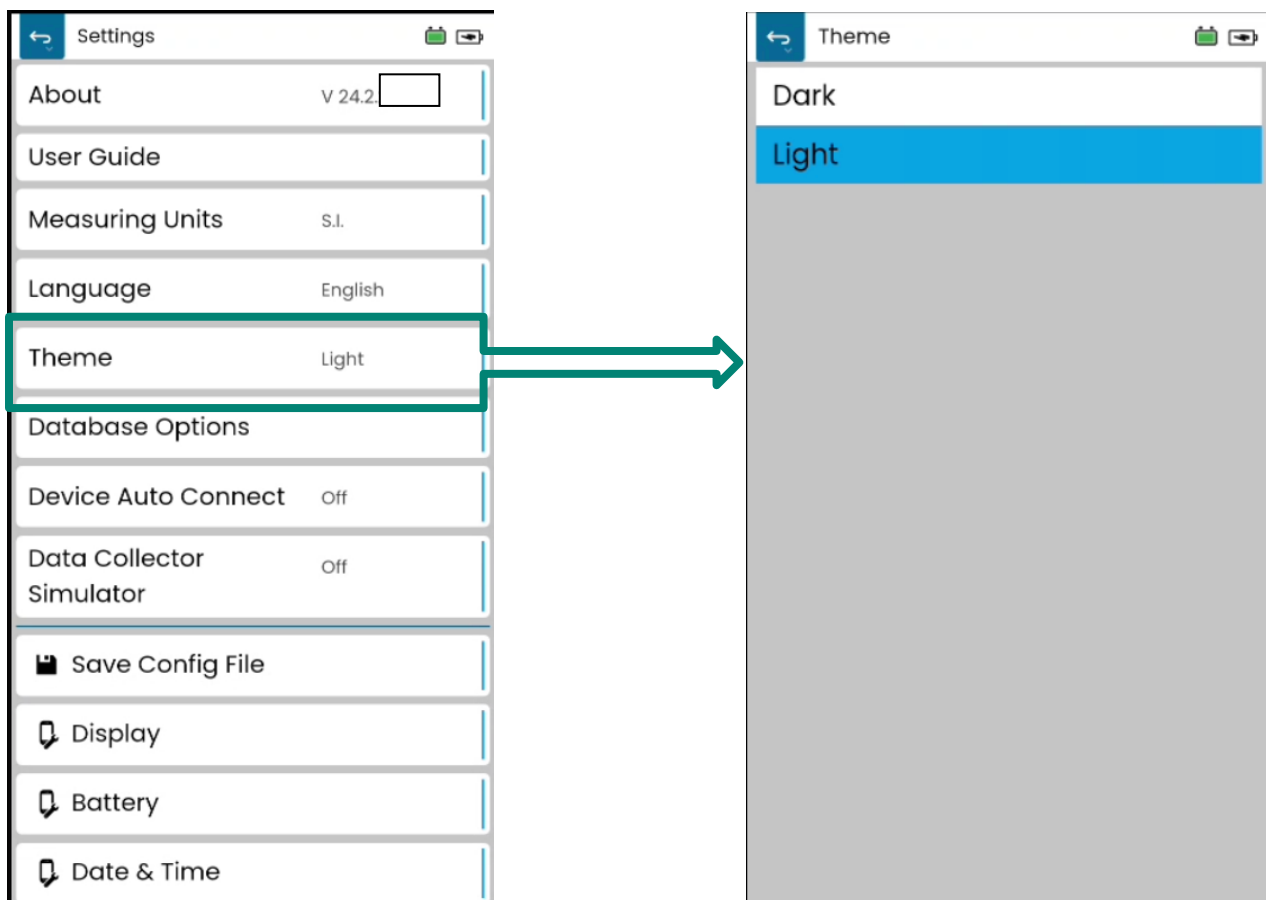 Settings
About V 24.2.
User Guide
Measuring Units S.I.
Language English
Theme Light
Database Options
Device Auto Connect Off
Data Collector Off
Simulator
Save Config File
Display
Battery
Date & Time
Theme
Dark
Light